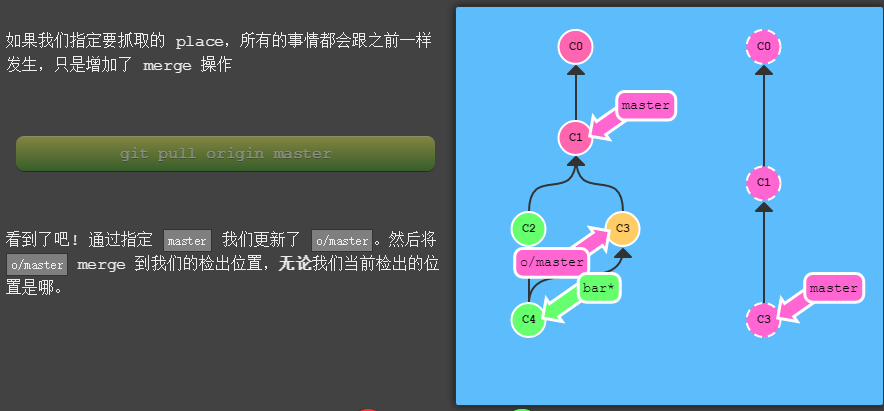 如果我们指定要抓取的 place，所有的事情都会跟之前一样
发生，只是增加了 merge 操作
git pull origin master
看到了吧！通过指定 master 我们更新了 o/master。然后将
o/master merge 到我们的检出位置，无论我们当前检出的位
置是哪。
C0
master
C1
C2
C3
o/master
bar*
C4
C0
C1
master
C3